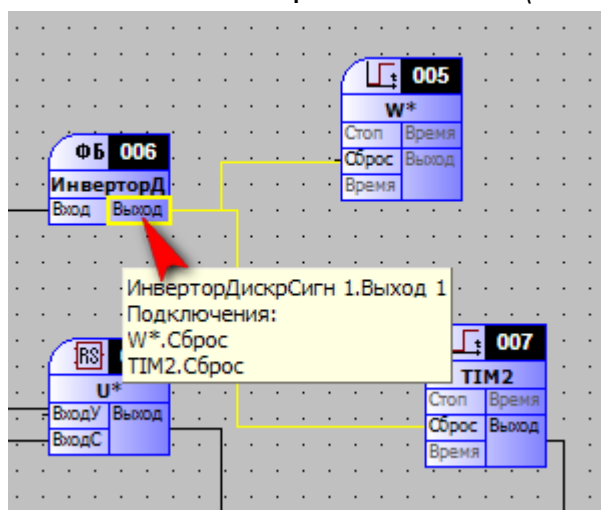 005
W*
Стоп Время
Сброс Выход
Время
ФБ 006
ИнверторД
Вход Выход
ИнверторДискрСигн 1.Выход 1
Подключения:
W*.Сброс
TIM2.Сброс
RS
U*
ВходУ Выход
ВходС
007
TIM2
Стоп Время
Сброс Выход
Время